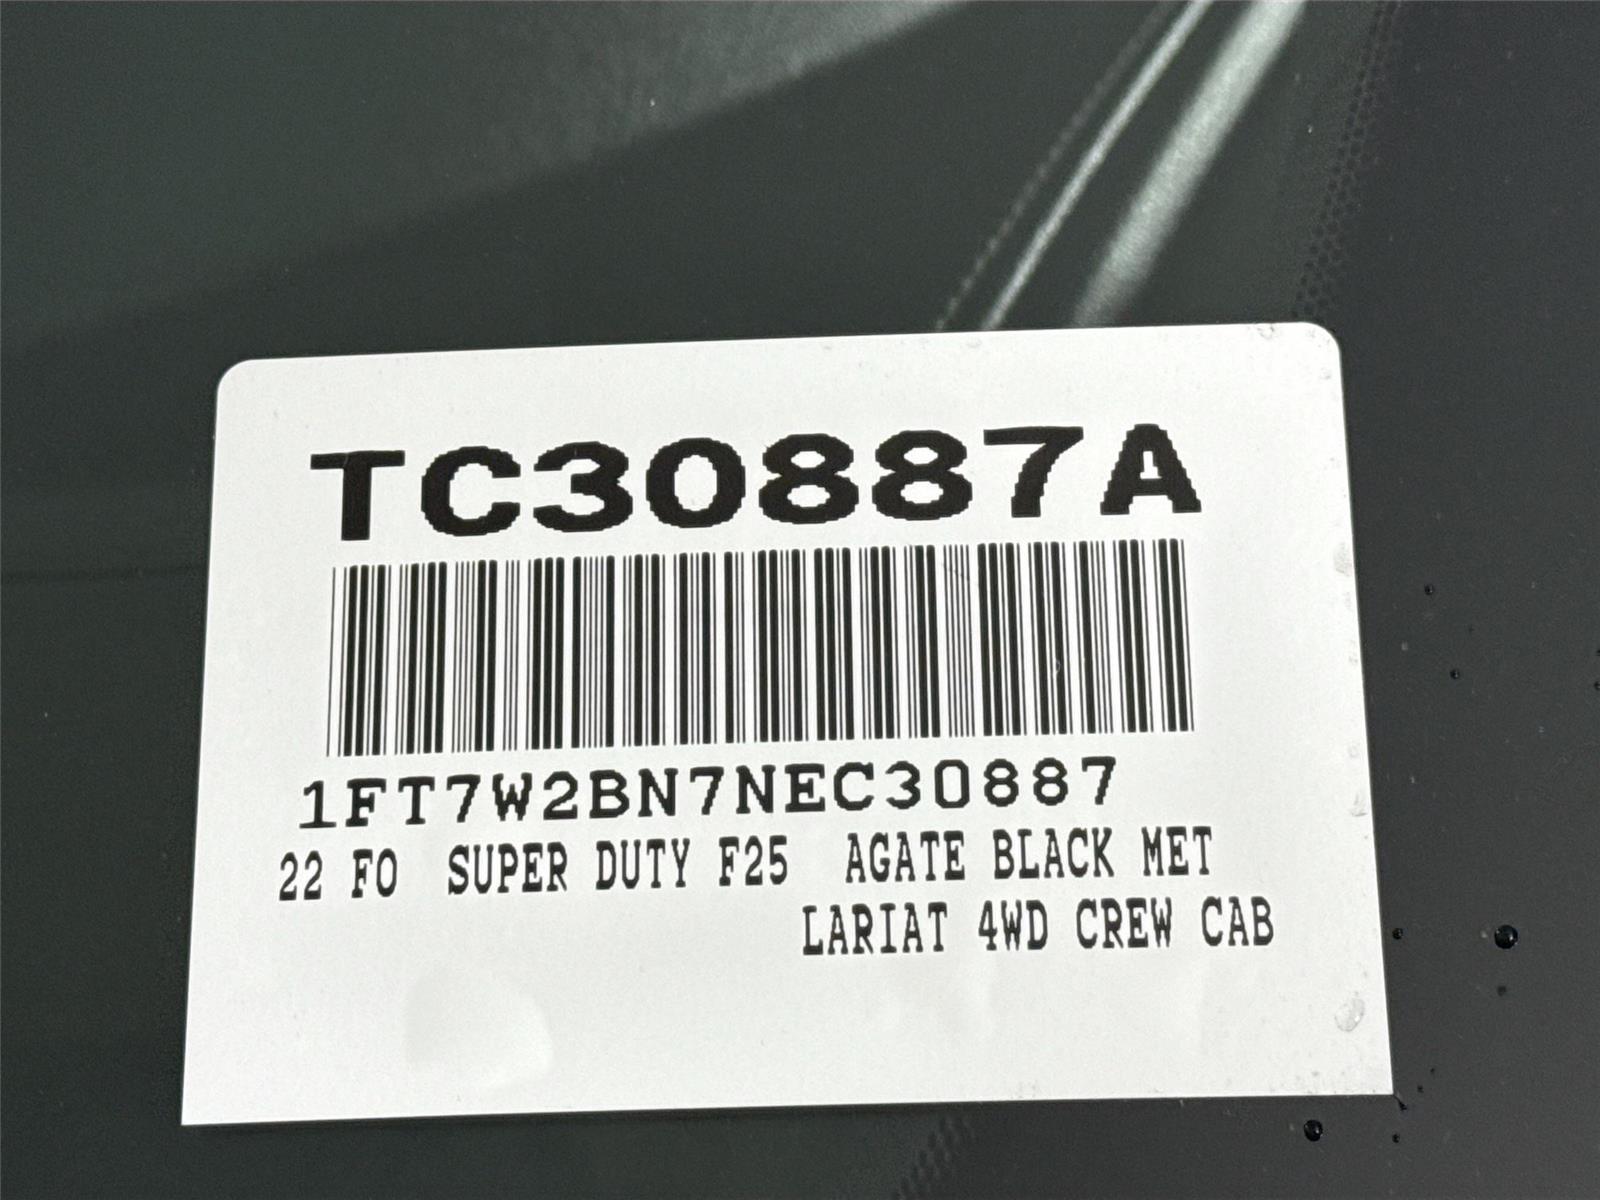 TC30887A
1FT7W2BN7NEC30887
22 FO SUPER DUTY F25 AGATE BLACK MET
LARIAT 4WD CREW CAB